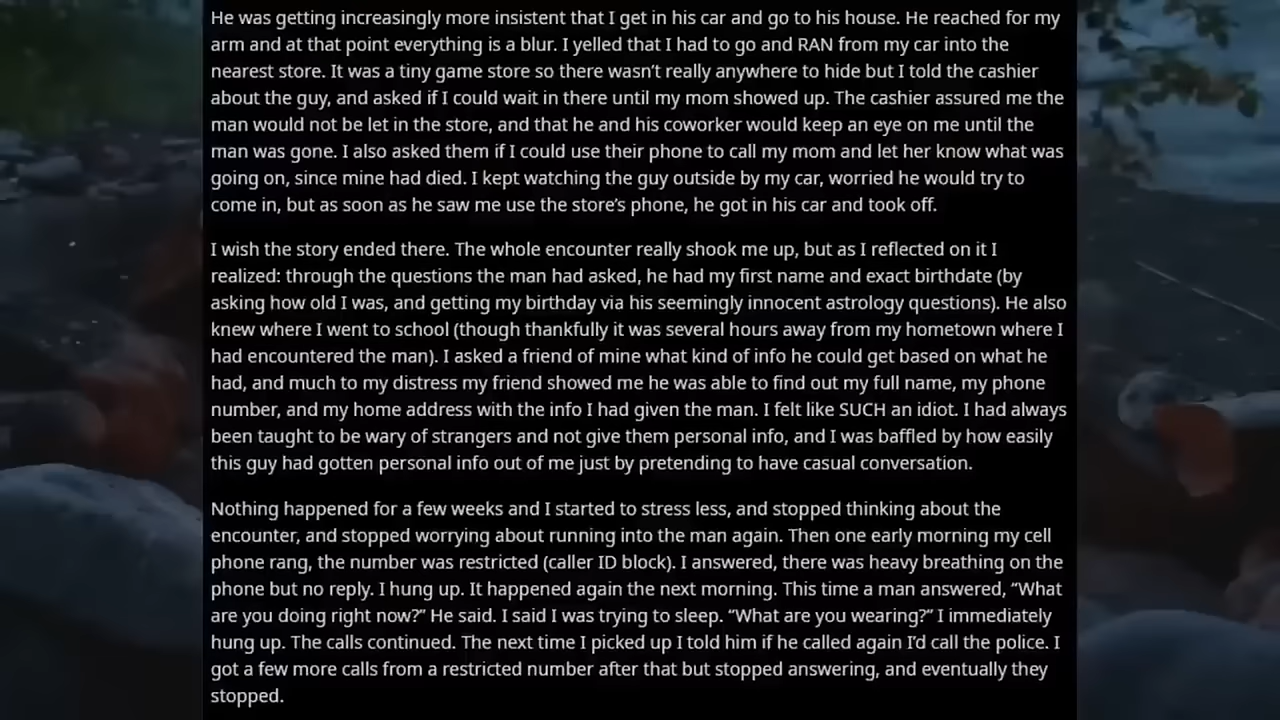 He was getting increasingly more insistent that I get in his car and go to his house. He reached for my
arm and at that point everything is a blur. I yelled that I had to go and RAN from my car into the
nearest store. It was a tiny game store so there wasn’t really anywhere to hide but I told the cashier
about the guy, and asked if I could wait in there until my mom showed up. The cashier assured me the
man would not be let in the store, and that he and his coworker would keep an eye on me until the
man was gone. I also asked them if I could use their phone to call my mom and let her know what was
going on, since mine had died. I kept watching the guy outside by my car, worried he would try to
come in, but as soon as he saw me use the store’s phone, he got in his car and took off.
I wish the story ended there. The whole encounter really shook me up, but as I reflected on it I
realized: through the questions the man had asked, he had my first name and exact birthdate (by
asking how old I was, and getting my birthday via his seemingly innocent astrology questions). He also
knew where I went to school (though thankfully it was several hours away from my hometown where I
had encountered the man). I asked a friend of mine what kind of info he could get based on what he
had, and much to my distress my friend showed me he was able to find out my full name, my phone
number, and my home address with the info I had given the man. I felt like SUCH an idiot. I had always
been taught to be wary of strangers and not give them personal info, and I was baffled by how easily
this guy had gotten personal info out of me just by pretending to have casual conversation.
Nothing happened for a few weeks and I started to stress less, and stopped thinking about the
encounter, and stopped worrying about running into the man again. Then one early morning my cell
phone rang, the number was restricted (caller ID block). I answered, there was heavy breathing on the
phone but no reply. I hung up. It happened again the next morning. This time a man answered, “What
are you doing right now?” He said. I said I was trying to sleep. “What are you wearing?” I immediately
hung up. The calls continued. The next time I picked up I told him if he called again I’d call the police. I
got a few more calls from a restricted number after that but stopped answering, and eventually they
stopped.